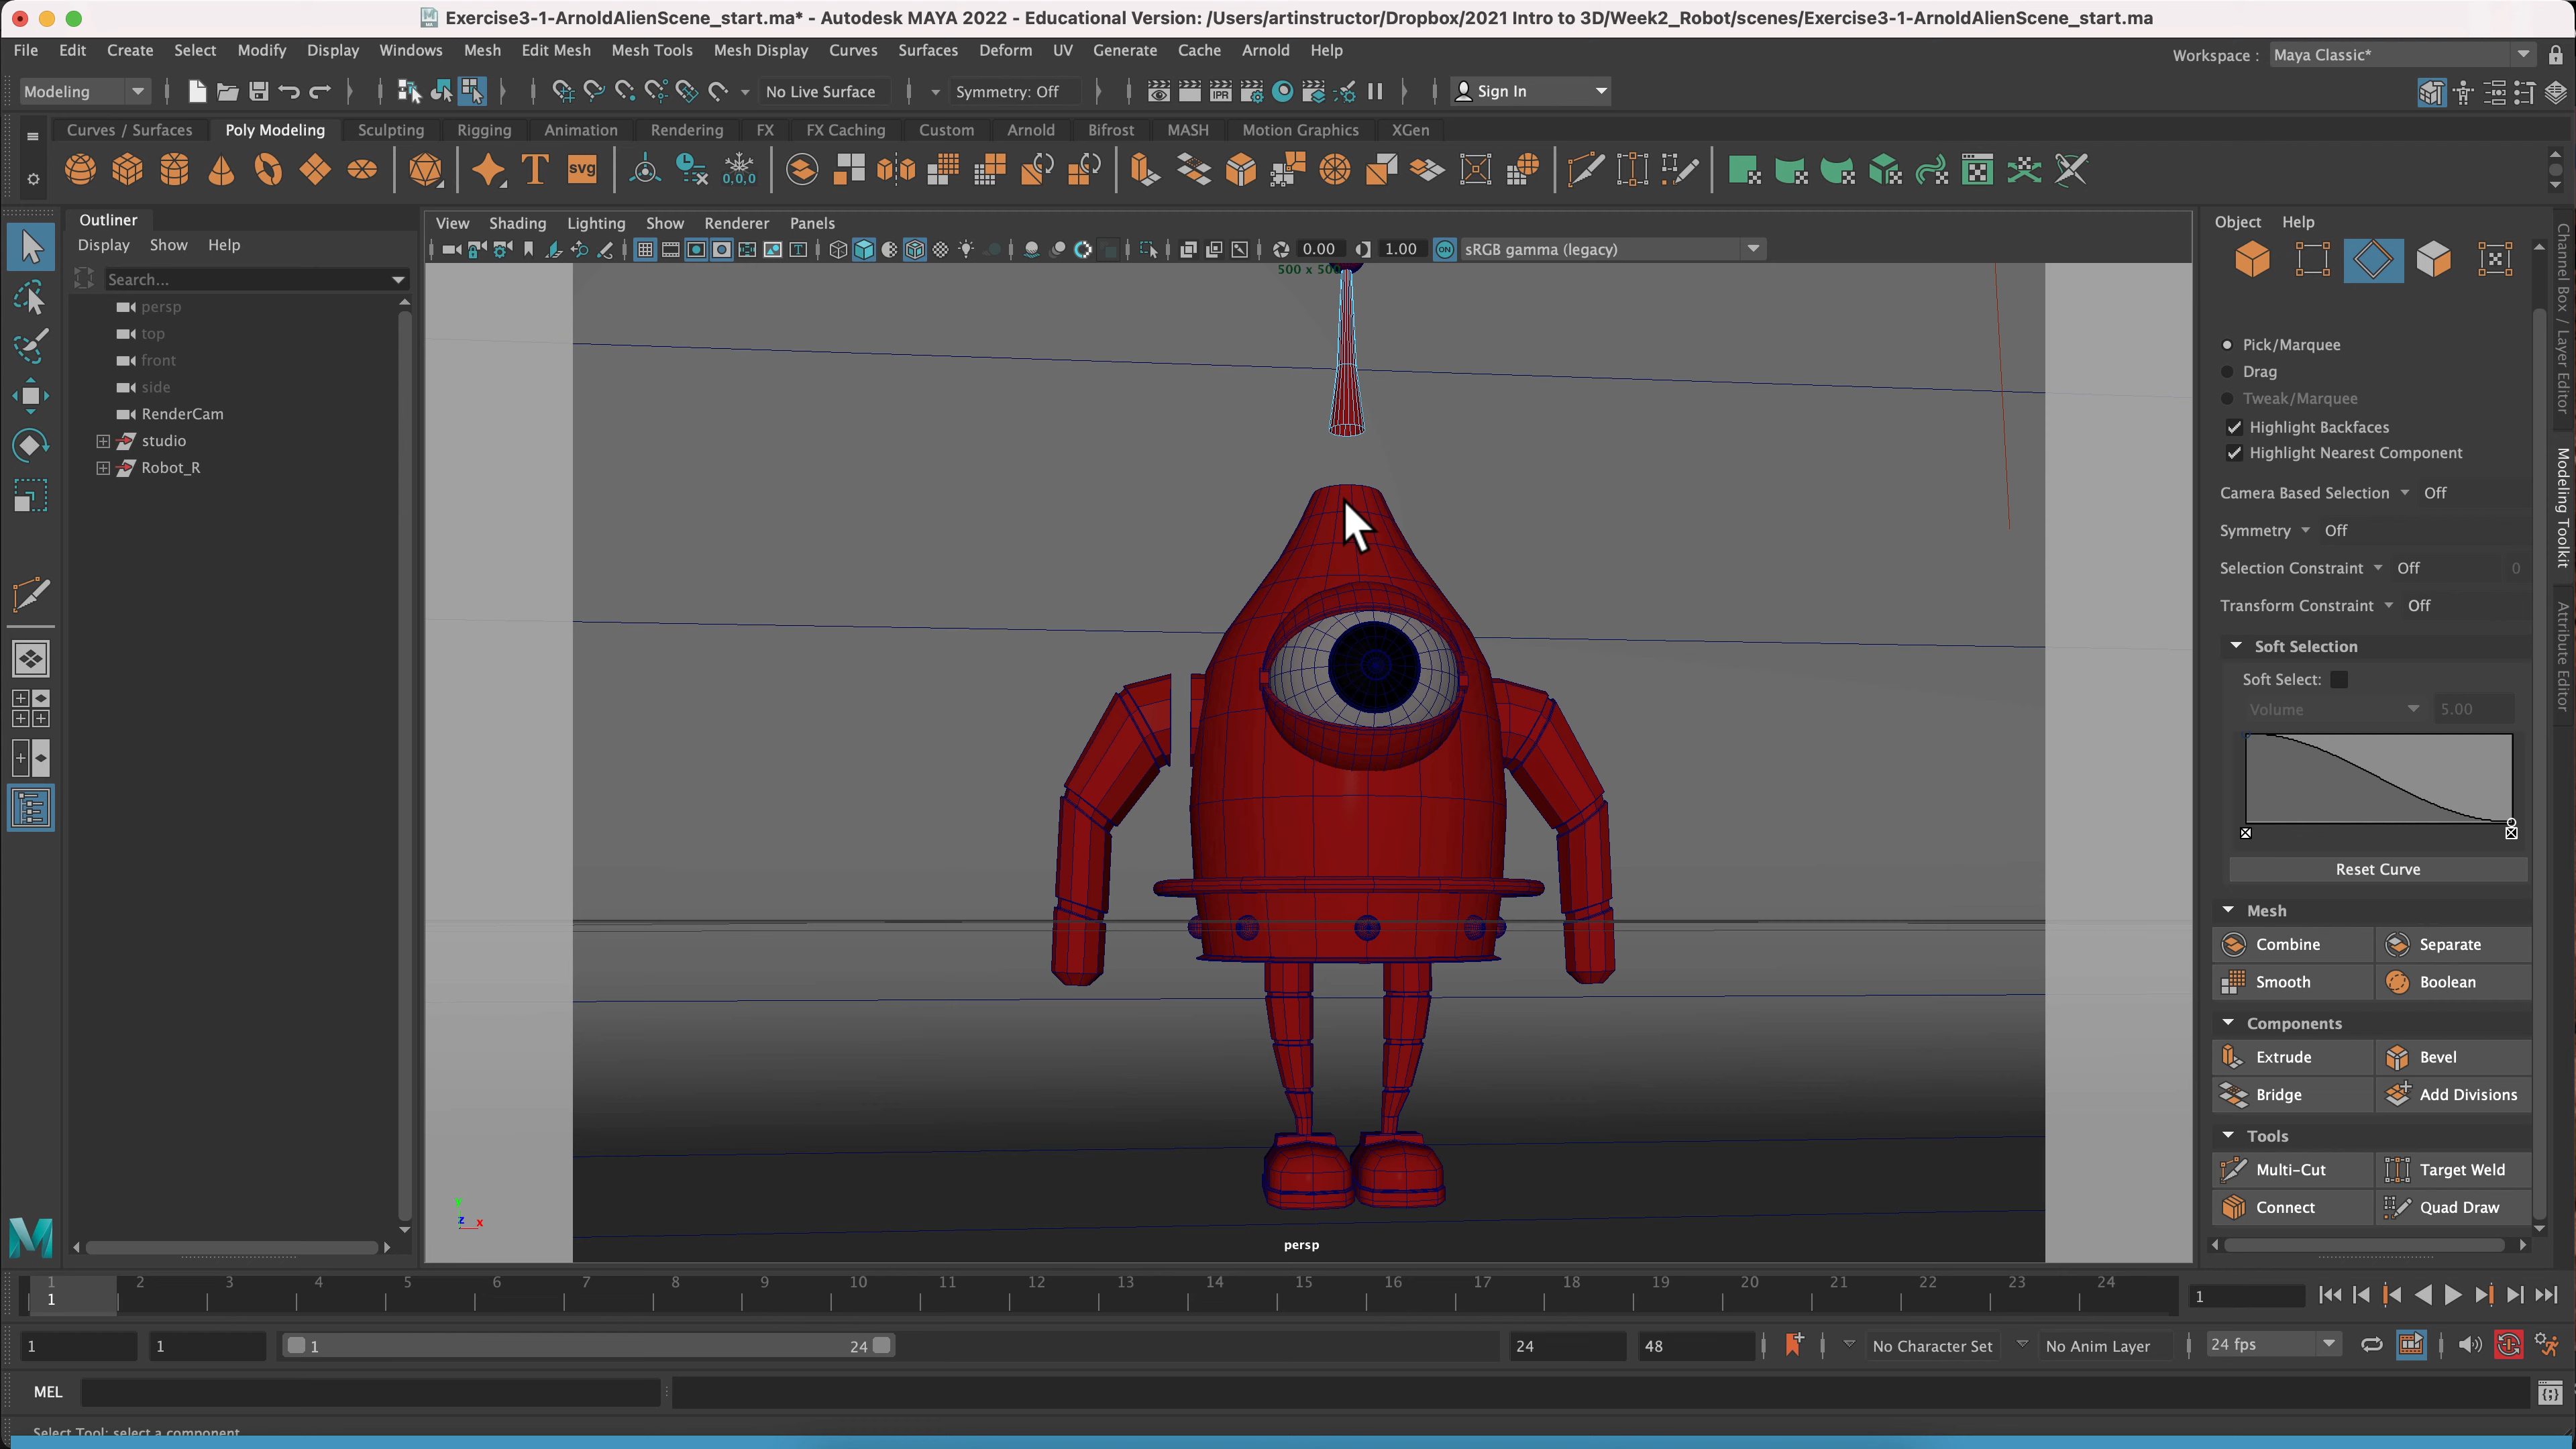 Exercise3-1-ArnoldAlienScene_start.ma* - Autodesk MAYA 2022 - Educational Version: /Users/artinstructor/Dropbox/2021 Intro to 3D/Week2_Robot/scenes/Exercise3-1-ArnoldAlienScene_start.ma
File Edit Create Select Modify Display Windows Mesh Edit Mesh Mesh Tools Mesh Display Curves Surfaces Deform UV Generate Cache Arnold Help
Workspace : Maya Classic*
Modeling No Live Surface Symmetry: Off IPR Sign In
Curves / Surfaces Poly Modeling Sculpting Rigging Animation Rendering FX FX Caching Custom Arnold Bifrost MASH Motion Graphics XGen
T svg 0,0,0
Outliner
Display Show Help
Search...
persp
top
front
side
RenderCam
studio
Robot_R
View Shading Lighting Show Renderer Panels
0.00 1.00 ON sRGB gamma (legacy)
500 x 500
persp
Y
Z X
Object Help
Pick/Marquee
Drag
Tweak/Marquee
Highlight Backfaces
Highlight Nearest Component
Camera Based Selection Off
Symmetry Off
Selection Constraint Off 0
Transform Constraint Off
Soft Selection
Soft Select:
Volume 5.00
Reset Curve
Mesh
Combine Separate
Smooth Boolean
Components
Extrude Bevel
Bridge Add Divisions
Tools
Multi-Cut Target Weld
Connect Quad Draw
Channel Box / Layer Editor
Modeling Toolkit
Attribute Editor
1 2 3 4 5 6 7 8 9 10 11 12 13 14 15 16 17 18 19 20 21 22 23 24
1 1
1 1 1 24 24 48 No Character Set No Anim Layer 24 fps
MEL
Select Tool: select a component